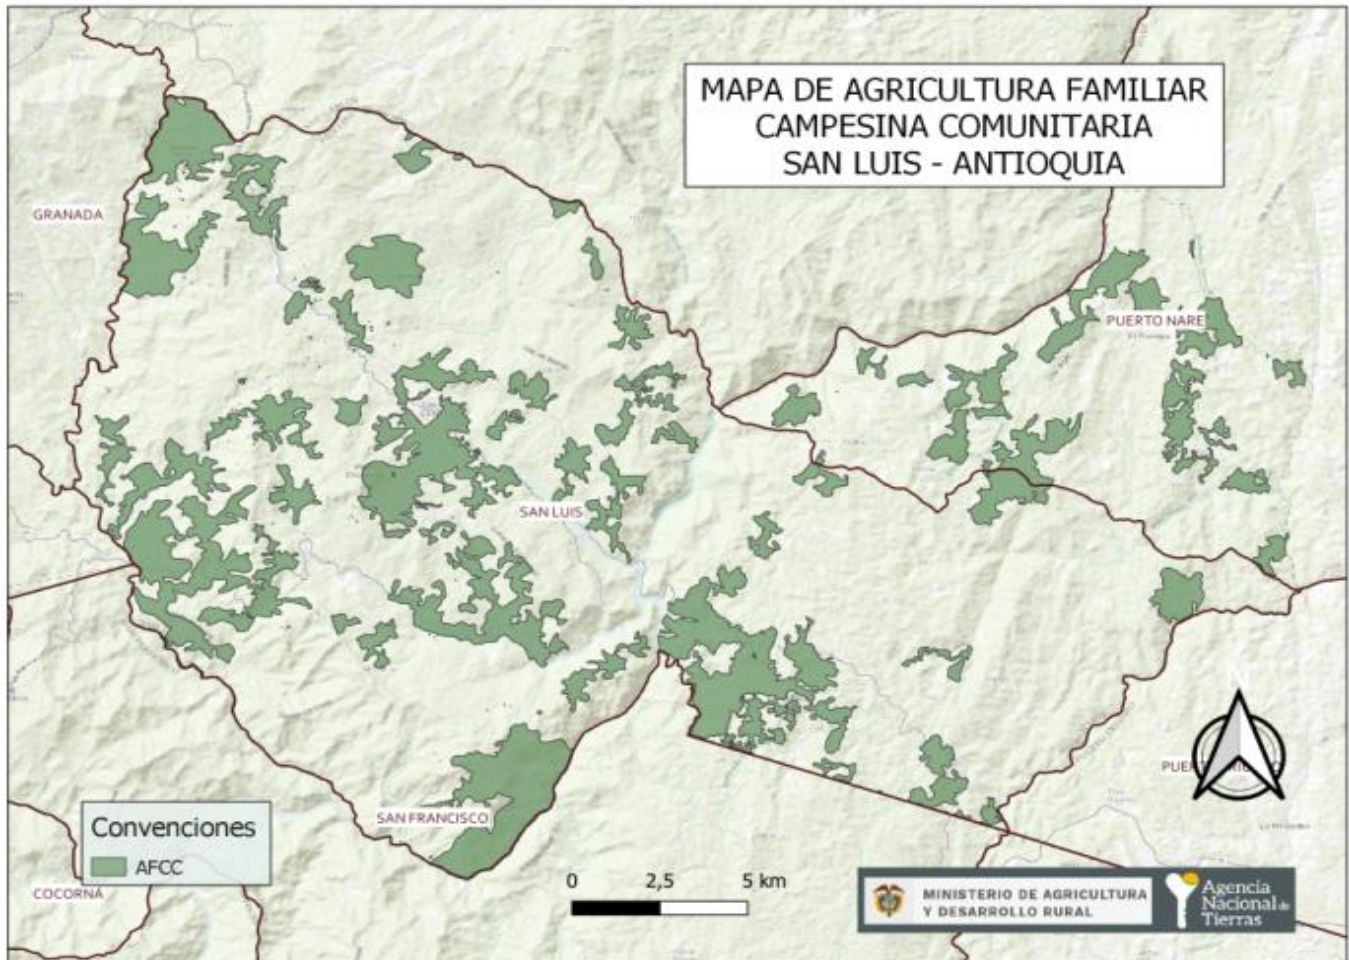 MAPA DE AGRICULTURA FAMILIAR
CAMPESINA COMUNITARIA
SAN LUIS - ANTIOQUIA
GRANADA
PUERTO NARE
SAN LUIS
SAN FRANCISCO
COCORNÁ
Convenciones
AFCC
0 2,5 5 km
MINISTERIO DE AGRICULTURA
Y DESARROLLO RURAL
Agencia
Nacional de
Tierras